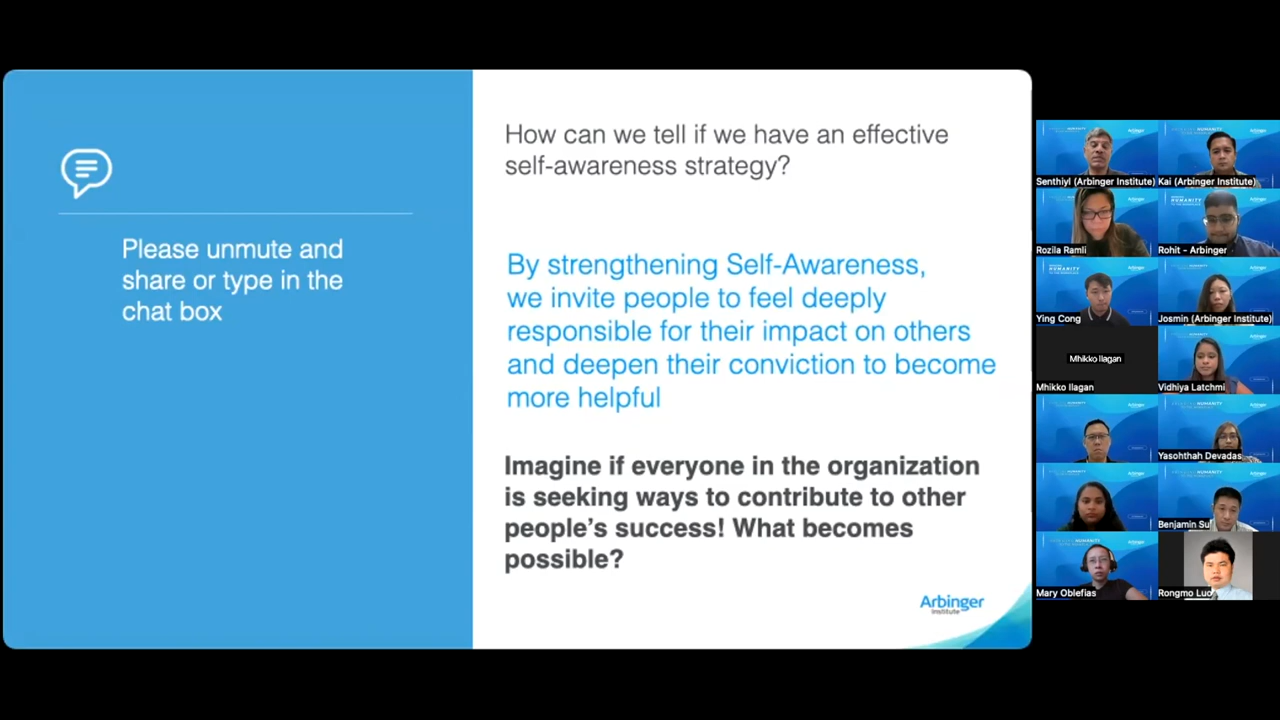 Please unmute and
share or type in the
chat box
How can we tell if we have an effective
self-awareness strategy?
By strengthening Self-Awareness,
we invite people to feel deeply
responsible for their impact on others
and deepen their conviction to become
more helpful
Imagine if everyone in the organization
is seeking ways to contribute to other
people’s success! What becomes
possible?
Arbinger
Institute
Senthiyl (Arbinger Institute)
Kai (Arbinger Institute)
Rozila Ramli
Rohit - Arbinger
Ying Cong
Josmin (Arbinger Institute)
Mhikko Ilagan
Mhikko Ilagan
Vidhiya Latchmi
Yasohthah Devadas
Benjamin Su
Mary Oblefias
Rongmo Luo